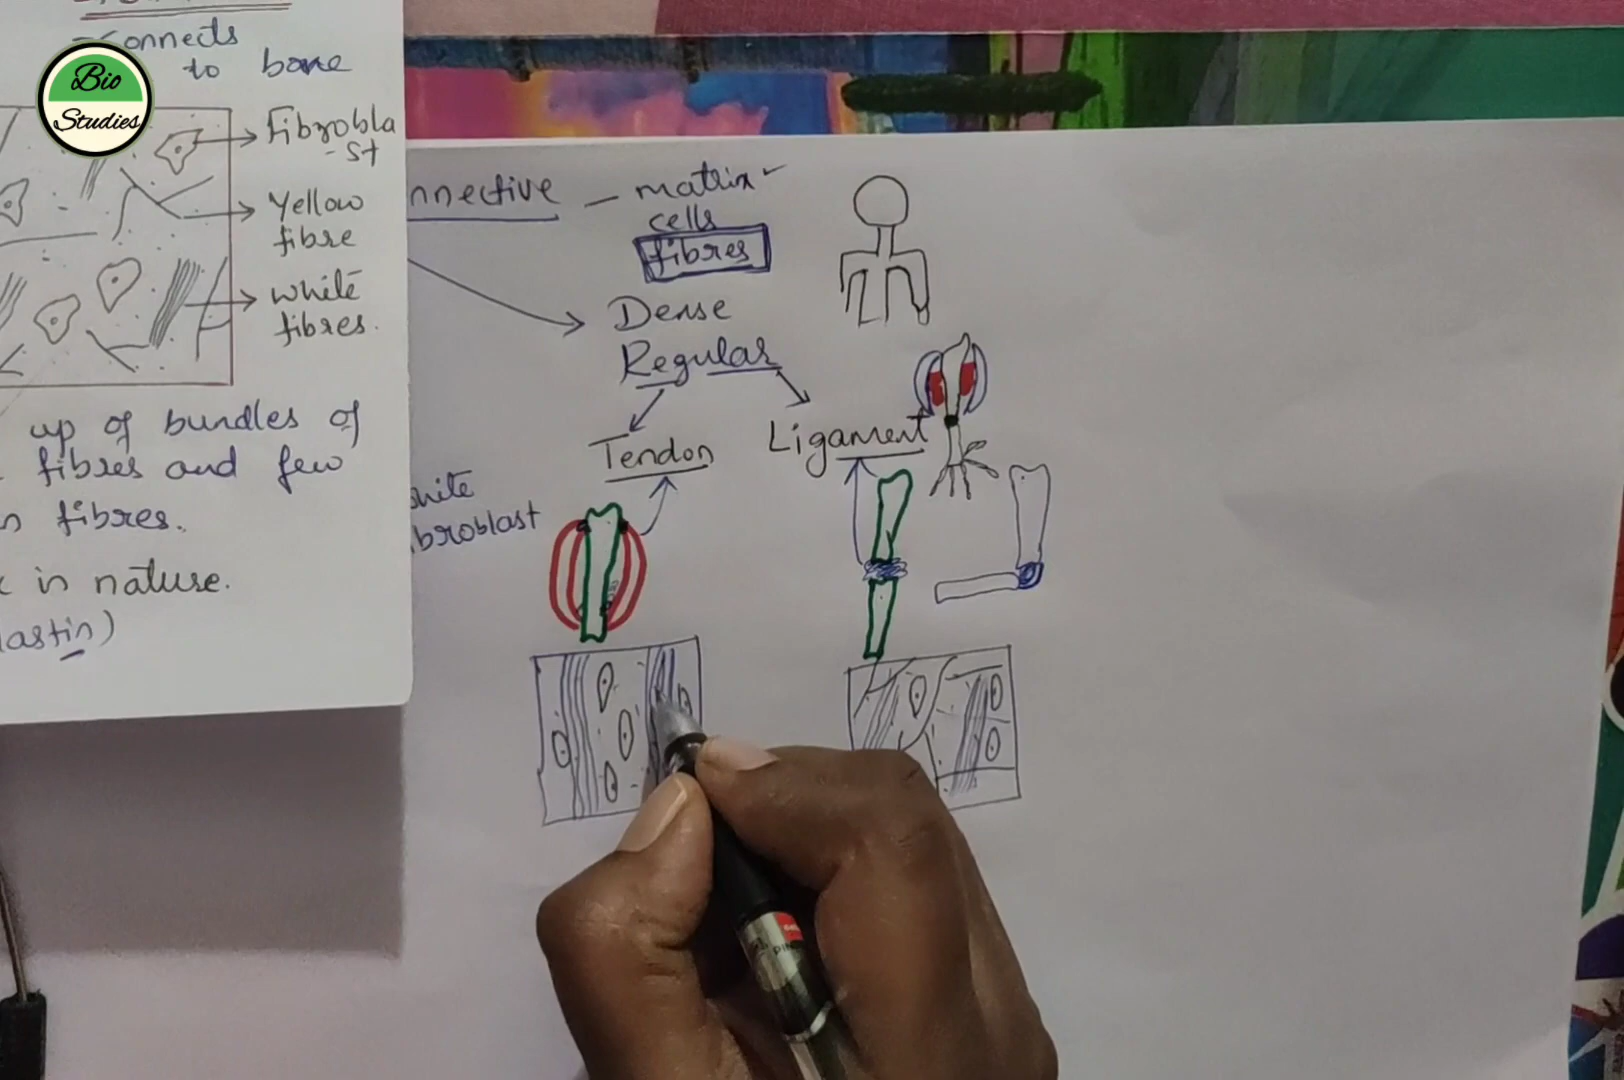 Bio
Studies
Connects
to bone
Fibrobla
-st
Yellow
fibre
White
fibres.
up of bundles of
fibres and few
fibres.
in nature.
lastin)
nnective - matrix
cells
fibres
Dense
Regular
Tendon
Ligament
hite
ibroblast